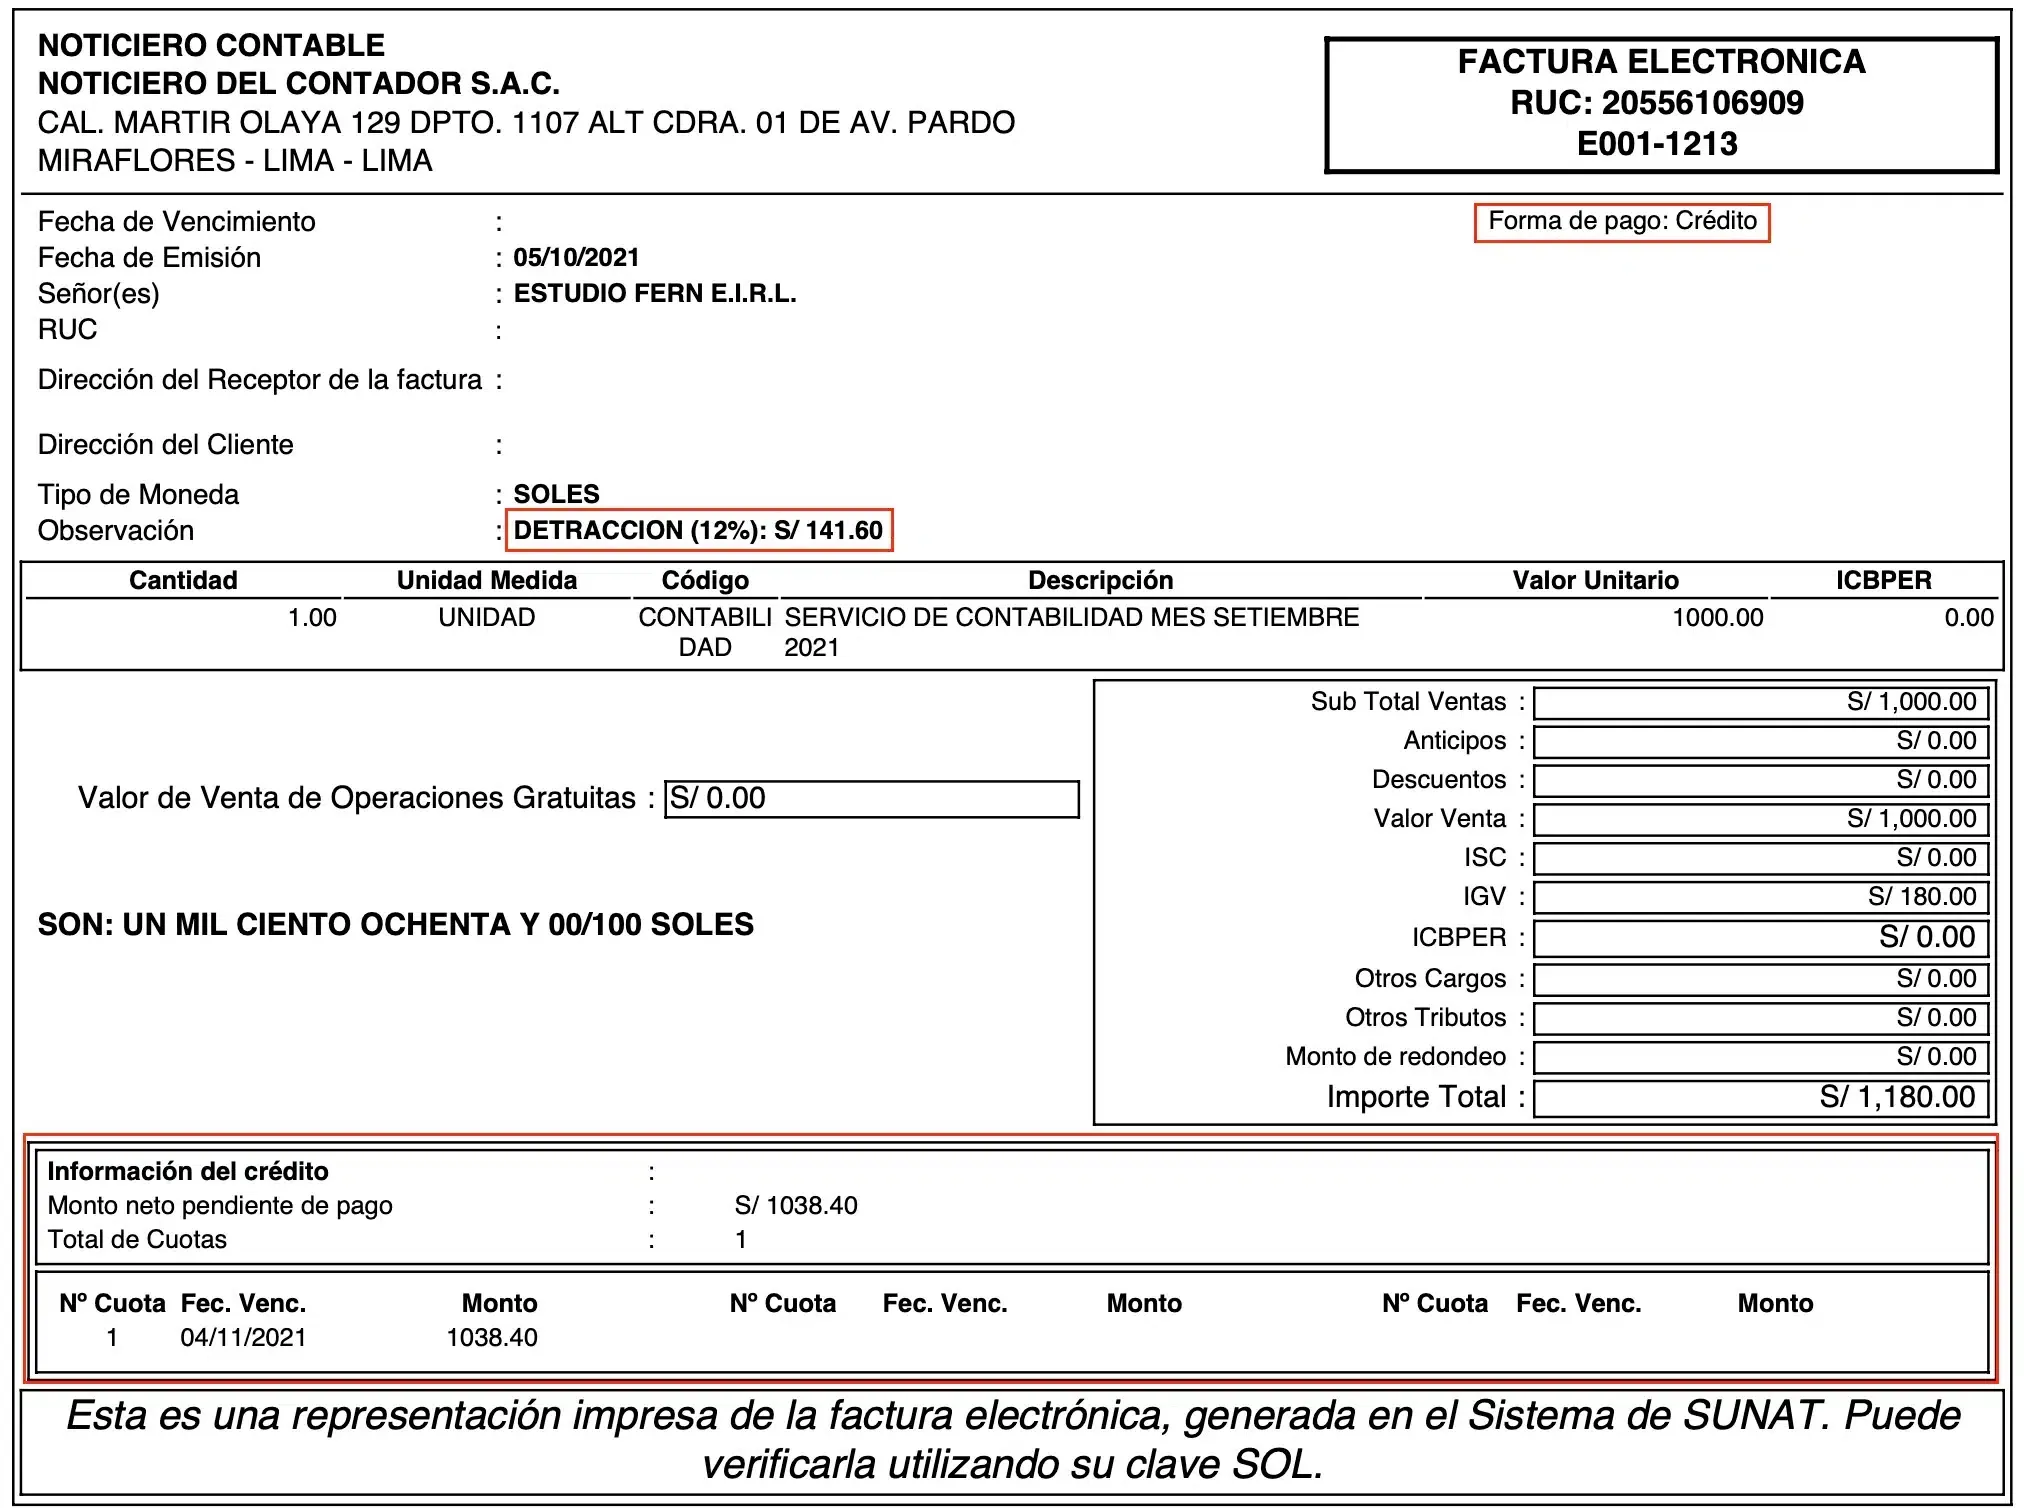 NOTICIERO CONTABLE
NOTICIERO DEL CONTADOR S.A.C.
CAL. MARTIR OLAYA 129 DPTO. 1107 ALT CDRA. 01 DE AV. PARDO
MIRAFLORES - LIMA - LIMA
FACTURA ELECTRONICA
RUC: 20556106909
E001-1213
Fecha de Vencimiento :
Forma de pago: Crédito
Fecha de Emisión : 05/10/2021
Señor(es) : ESTUDIO FERN E.I.R.L.
RUC :
Dirección del Receptor de la factura :
Dirección del Cliente :
Tipo de Moneda : SOLES
Observación : DETRACCION (12%): S/ 141.60
Cantidad Unidad Medida Código Descripción Valor Unitario ICBPER
1.00 UNIDAD CONTABILI SERVICIO DE CONTABILIDAD MES SETIEMBRE 1000.00 0.00
DAD 2021
Sub Total Ventas : S/ 1,000.00
Anticipos : S/ 0.00
Descuentos : S/ 0.00
Valor de Venta de Operaciones Gratuitas : S/ 0.00
Valor Venta : S/ 1,000.00
ISC : S/ 0.00
IGV : S/ 180.00
SON: UN MIL CIENTO OCHENTA Y 00/100 SOLES
ICBPER : S/ 0.00
Otros Cargos : S/ 0.00
Otros Tributos : S/ 0.00
Monto de redondeo : S/ 0.00
Importe Total : S/ 1,180.00
Información del crédito :
Monto neto pendiente de pago : S/ 1038.40
Total de Cuotas : 1
Nº Cuota Fec. Venc. Monto Nº Cuota Fec. Venc. Monto Nº Cuota Fec. Venc. Monto
1 04/11/2021 1038.40
Esta es una representación impresa de la factura electrónica, generada en el Sistema de SUNAT. Puede
verificarla utilizando su clave SOL.